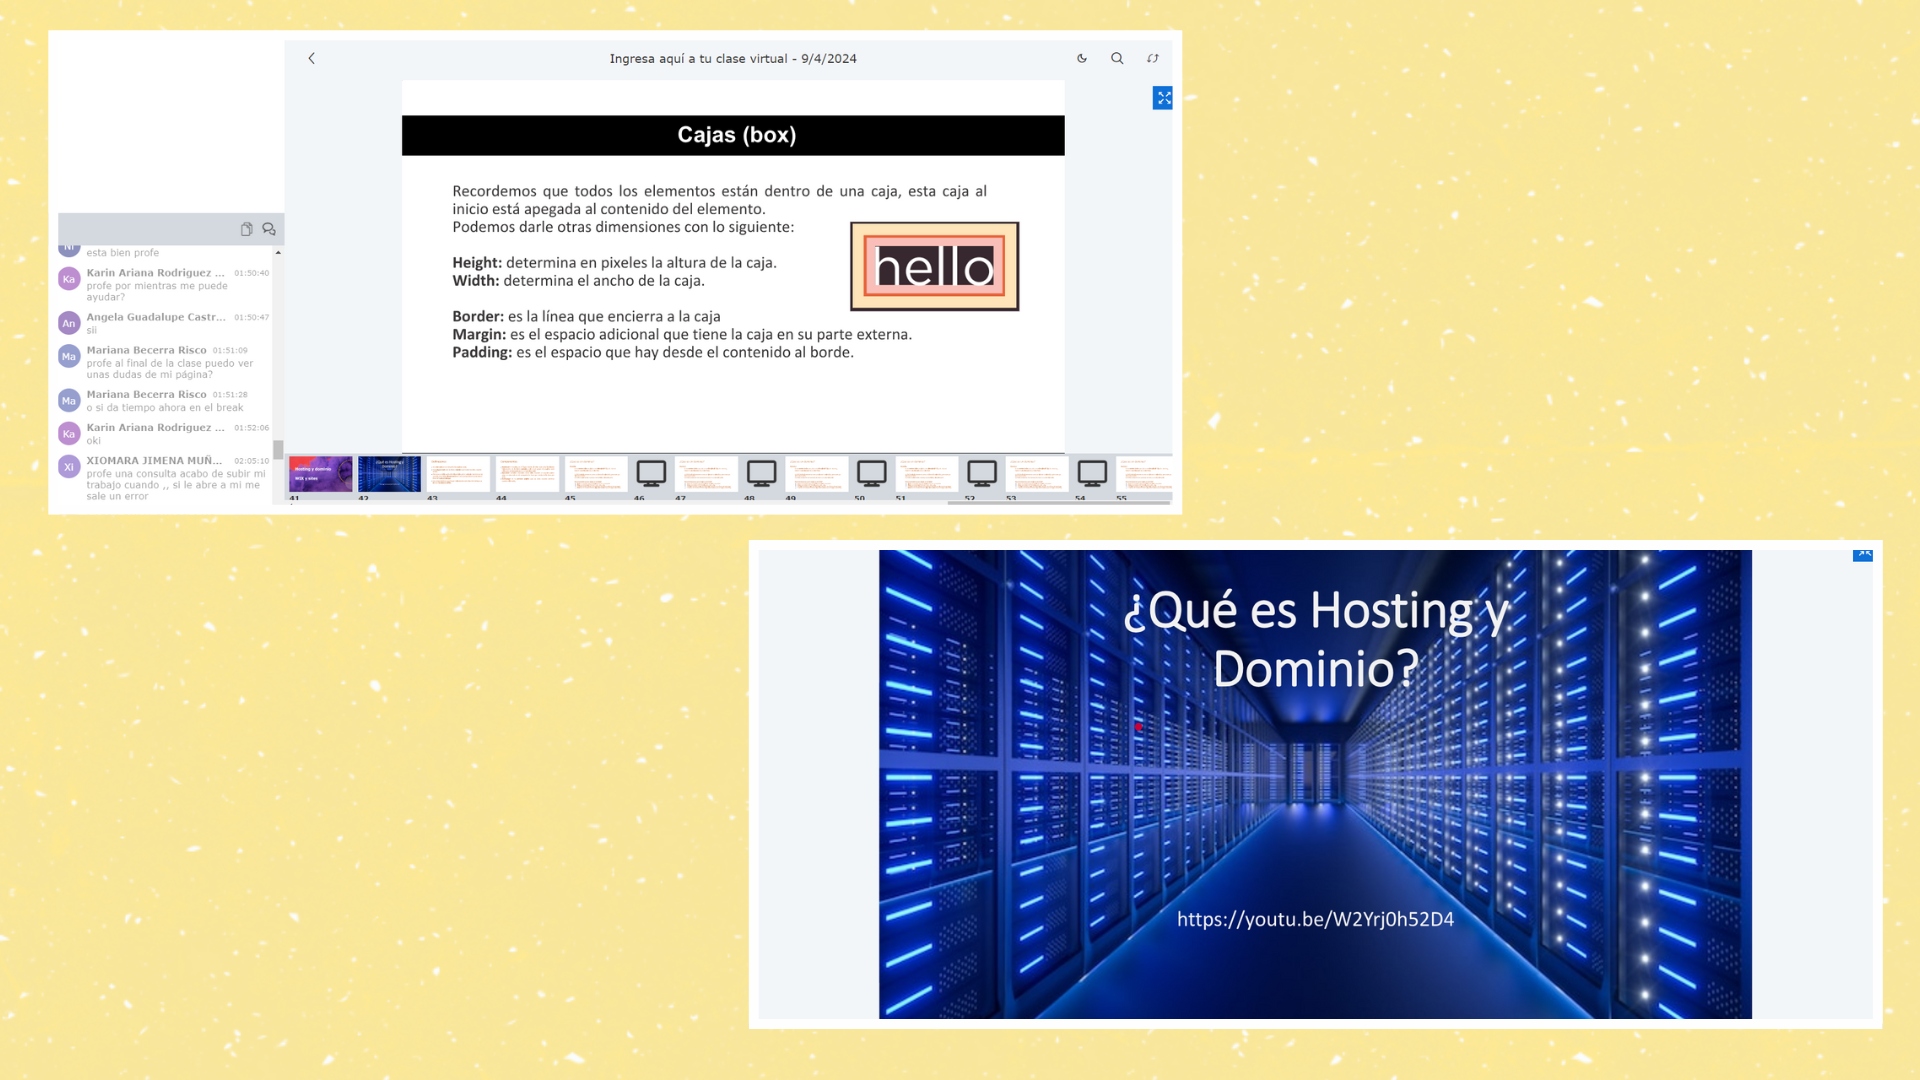 Ingresa aquí a tu clase virtual - 9/4/2024
Cajas (box)
Recordemos que todos los elementos están dentro de una caja, esta caja al
inicio está apegada al contenido del elemento.
Podemos darle otras dimensiones con lo siguiente:
Height: determina en pixeles la altura de la caja.
Width: determina el ancho de la caja.
hello
Border: es la línea que encierra a la caja
Margin: es el espacio adicional que tiene la caja en su parte externa.
Padding: es el espacio que hay desde el contenido al borde.
esta bien profe
Ka
Karin Ariana Rodriguez ... 01:50:40
profe por mientras me puede
ayudar?
An
Angela Guadalupe Castr... 01:50:47
sii
Ma
Mariana Becerra Risco 01:51:09
profe al final de la clase puedo ver
unas dudas de mi página?
Ma
Mariana Becerra Risco 01:51:28
o si da tiempo ahora en el break
Ka
Karin Ariana Rodriguez ... 01:52:06
oki
Xi
XIOMARA JIMENA MUÑ... 02:05:10
profe una consulta acabo de subir mi
trabajo cuando ,, si le abre a mi me
sale un error
Hosting y dominio
41 42 43 44 45 46 47 48 49 50 51 52 53 54 55
¿Qué es Hosting y
Dominio?
https://youtu.be/W2Yrj0h52D4